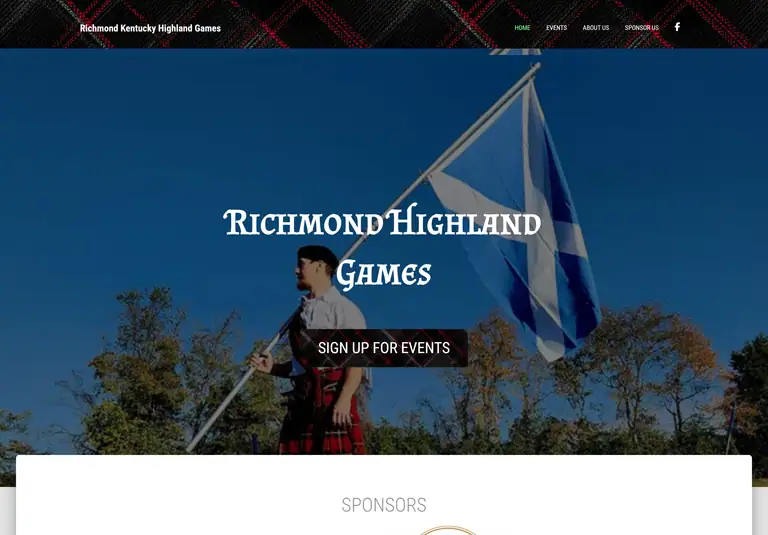 Richmond Kentucky Highland Games
HOME EVENTS ABOUT US SPONSOR US
Richmond Highland
Games
SIGN UP FOR EVENTS
SPONSORS